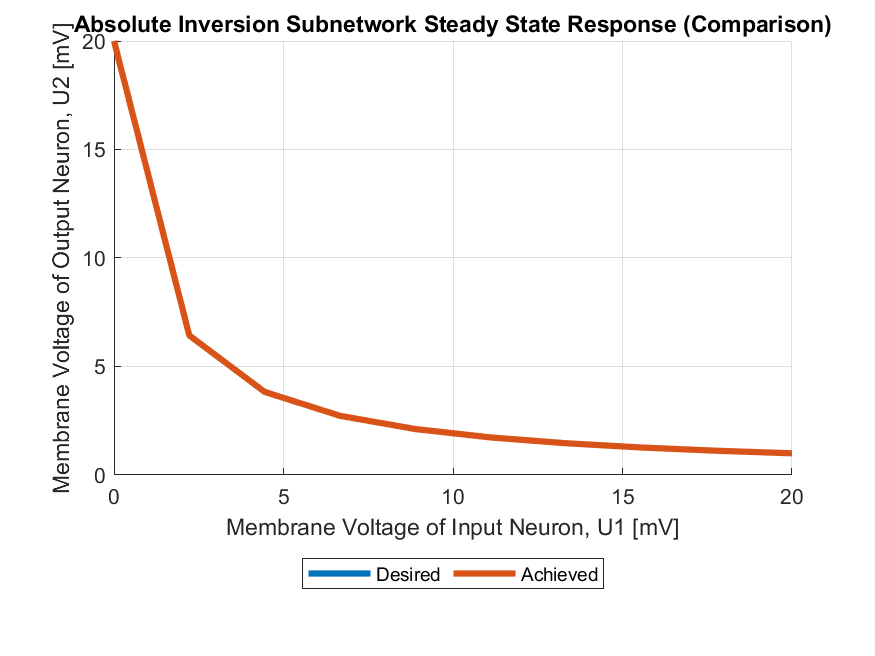 Absolute Inversion Subnetwork Steady State Response (Comparison)
Membrane Voltage of Output Neuron, U2 [mV]
20
15
10
5
0
0 5 10 15 20
Membrane Voltage of Input Neuron, U1 [mV]
Desired Achieved